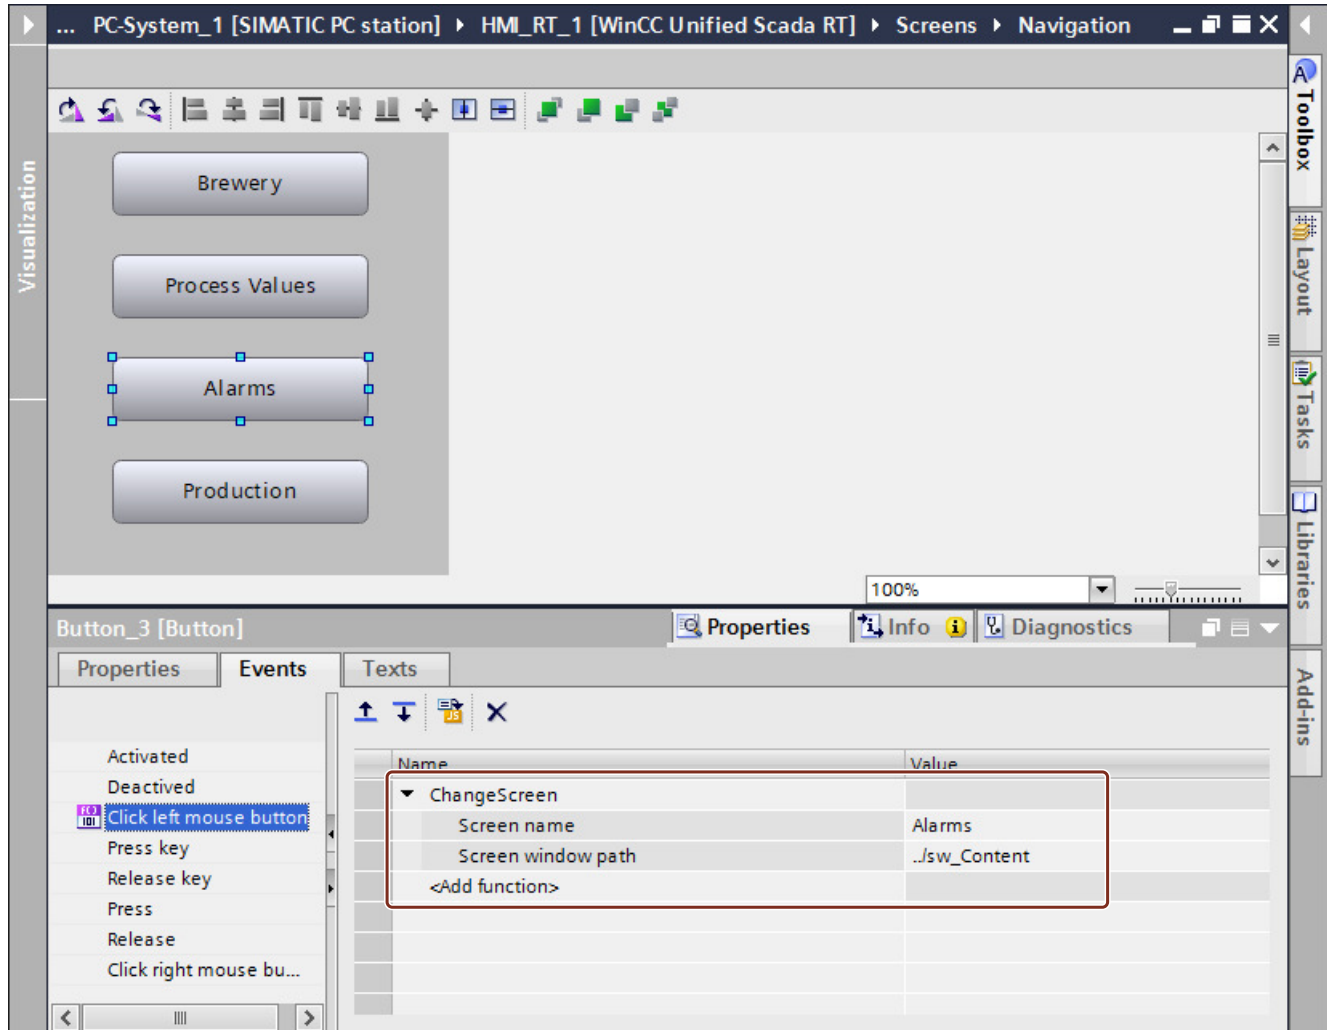 ... PC-System_1 [SIMATIC PC station] HMI_RT_1 [WinCC Unified Scada RT] Screens Navigation
Toolbox
Layout
Tasks
Libraries
Add-ins
Visualization
Brewery
Process Values
Alarms
Production
100%
Button_3 [Button]
Properties
Info
Diagnostics
Properties
Events
Texts
Activated
Deactived
Click left mouse button
Press key
Release key
Press
Release
Click right mouse bu...
Name Value
ChangeScreen
Screen name Alarms
Screen window path ../sw_Content
<Add function>